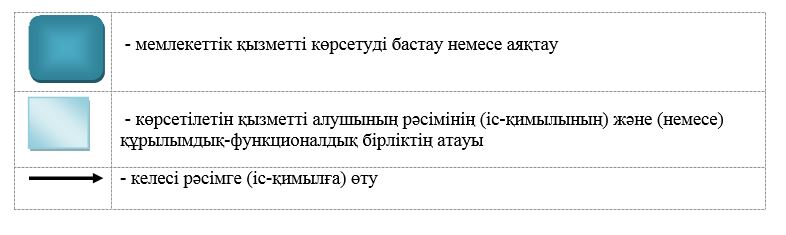 - мемлекеттік қызметті көрсетуді бастау немесе аяқтау
- көрсетілетін қызметті алушының рәсімінің (іс-қимылының) және (немесе)
құрылымдық-функционалдық бірліктің атауы
- келесі рәсімге (іс-қимылға) өту